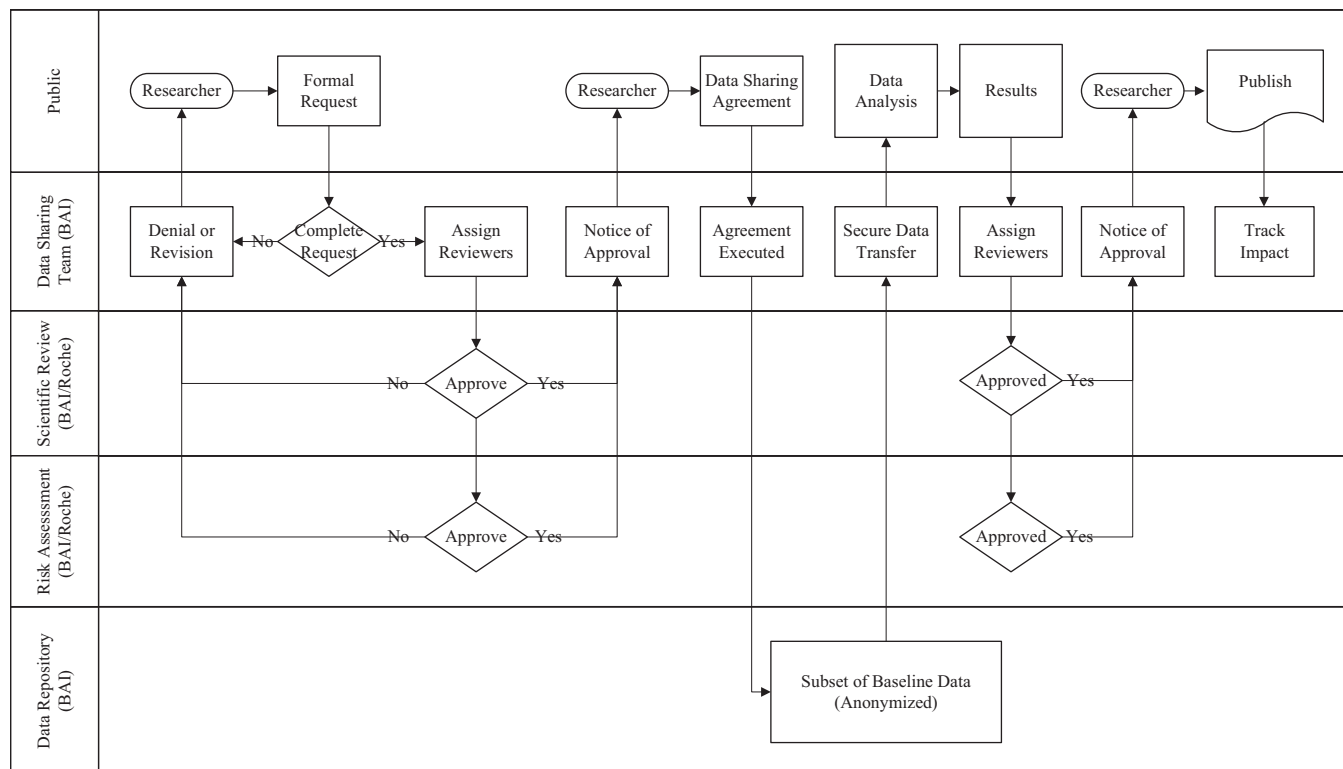 Public
Researcher
Formal
Request
Researcher
Data Sharing
Agreement
Data
Analysis
Results
Researcher
Publish
Data Sharing
Team (BAI)
Denial or
Revision
No
Complete
Request
Yes
Assign
Reviewers
Notice of
Approval
Agreement
Executed
Secure Data
Transfer
Assign
Reviewers
Notice of
Approval
Track
Impact
Scientific Review
(BAI/Roche)
No
Approve
Yes
Approved
Yes
Risk Assesssment
(BAI/Roche)
No
Approve
Yes
Approved
Yes
Data Repository
(BAI)
Subset of Baseline Data
(Anonymized)